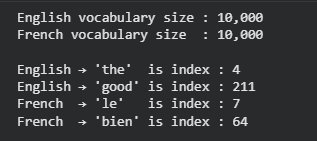 English vocabulary size : 10,000
French vocabulary size  : 10,000

English → 'the'  is index : 4
English → 'good' is index : 211
French  → 'le'   is index : 7
French  → 'bien' is index : 64